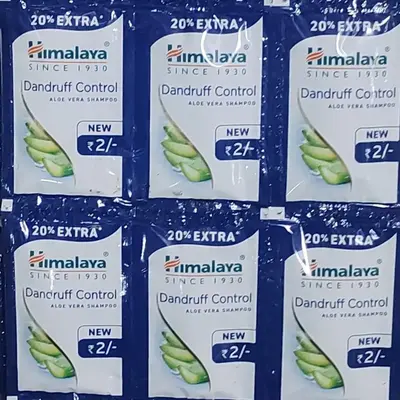 20% EXTRA*
Himalaya
SINCE 1930
Dandruff Control
ALOE VERA SHAMPOO
NEW
₹2/-
20% EXTRA*
Himalaya
SINCE 1930
Dandruff Control
ALOE VERA SHAMPOO
NEW
₹2/-
20% EXTRA*
Himalaya
SINCE 1930
Dandruff Control
ALOE VERA SHAMPOO
NEW
₹2/-
20% EXTRA*
Himalaya
SINCE 1930
Dandruff Control
ALOE VERA SHAMPOO
NEW
₹2/-
20% EXTRA*
Himalaya
SINCE 1930
Dandruff Control
ALOE VERA SHAMPOO
NEW
₹2/-
20% EXTRA*
Himalaya
SINCE 1930
Dandruff Control
ALOE VERA SHAMPOO
NEW
₹2/-